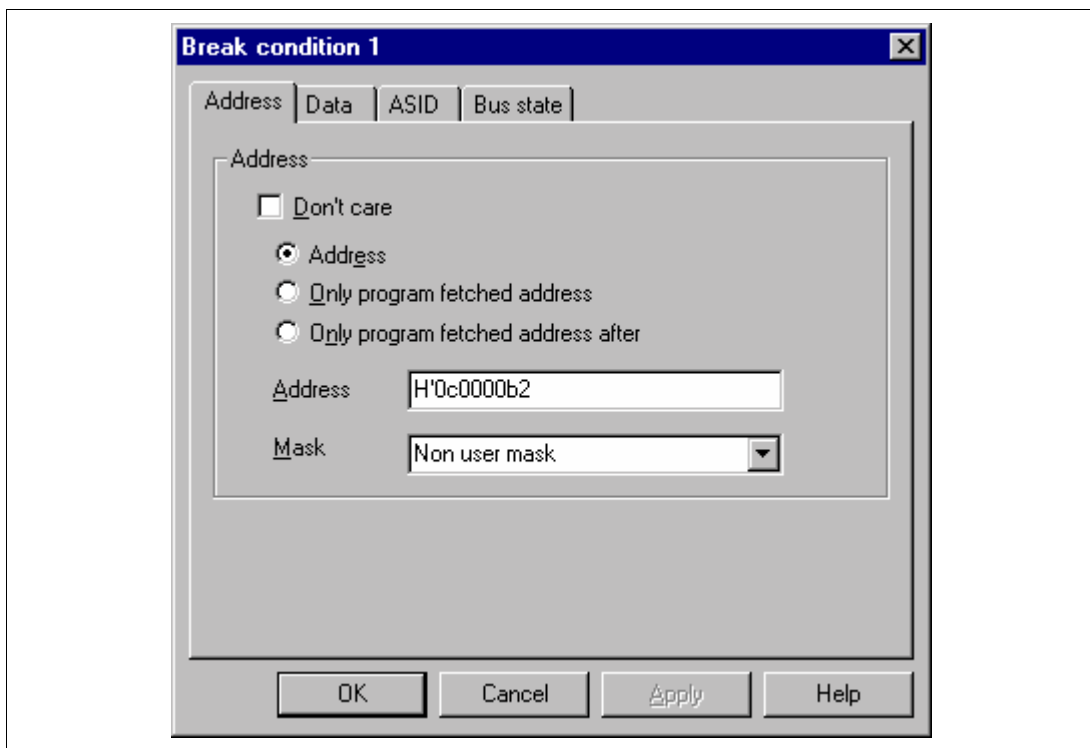 Break condition 1
Address Data ASID Bus state
Address
Don't care
Address
Only program fetched address
Only program fetched address after
Address H'0c0000b2
Mask Non user mask
OK Cancel Apply Help